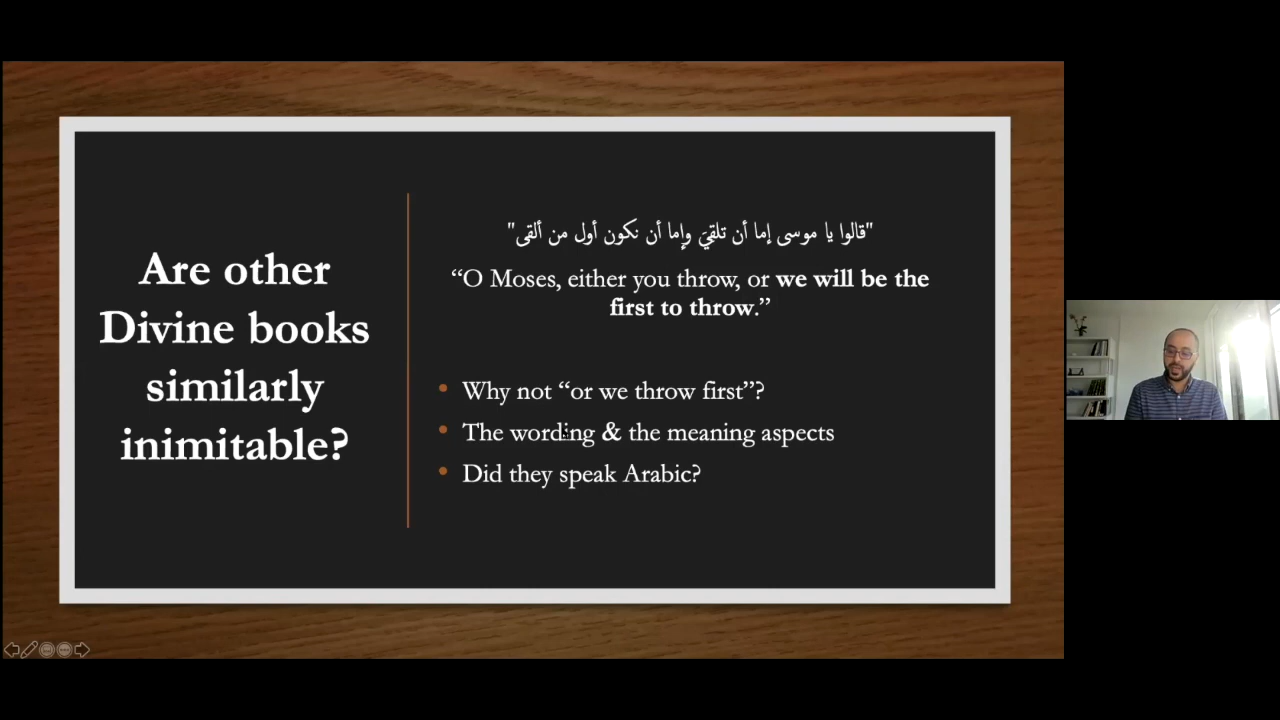 Are other
Divine books
similarly
inimitable?
"قالوا يا موسى إما أن تلقيَ وإما أن نكون أول من ألقى"
“O Moses, either you throw, or we will be the
first to throw.”
• Why not “or we throw first”?
• The wording & the meaning aspects
• Did they speak Arabic?